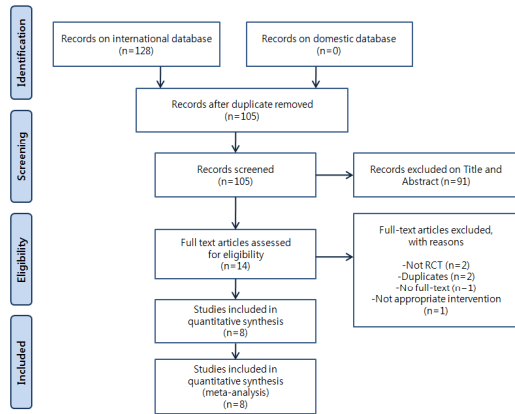 Identification
Records on international database
(n=128)
Records on domestic database
(n=0)
Records after duplicate removed
(n=105)
Screening
Records screened
(n=105)
Records excluded on Title and
Abstract (n=91)
Eligibility
Full text articles assessed
for eligibility
(n=14)
Full-text articles excluded,
with reasons
-Not RCT (n=2)
-Duplicates (n=2)
-No full-text (n=1)
-Not appropriate intervention
(n=1)
Studies included in
quantitative synthesis
(n=8)
Included
Studies included in
quantitative synthesis
(meta-analysis)
(n=8)